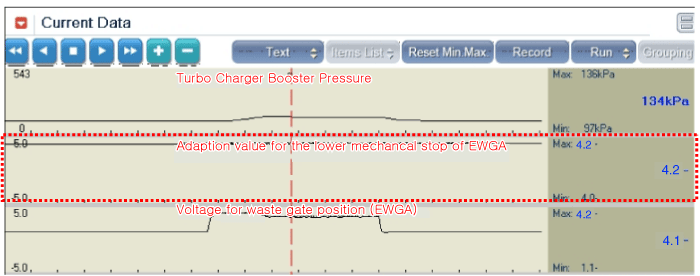 Current Data
Text Items List Reset Min.Max. Record Run Grouping
543 Turbo Charger Booster Pressure Max: 136kPa
134kPa
0 Min: 97kPa
5.0 Adaption value for the lower mechancal stop of EWGA Max: 4.2 -
4.2 -
-5.0 Min: 4.0-
5.0 Voltage for waste gate position (EWGA) Max: 4.2 -
4.1 -
-5.0 Min: 1.1-